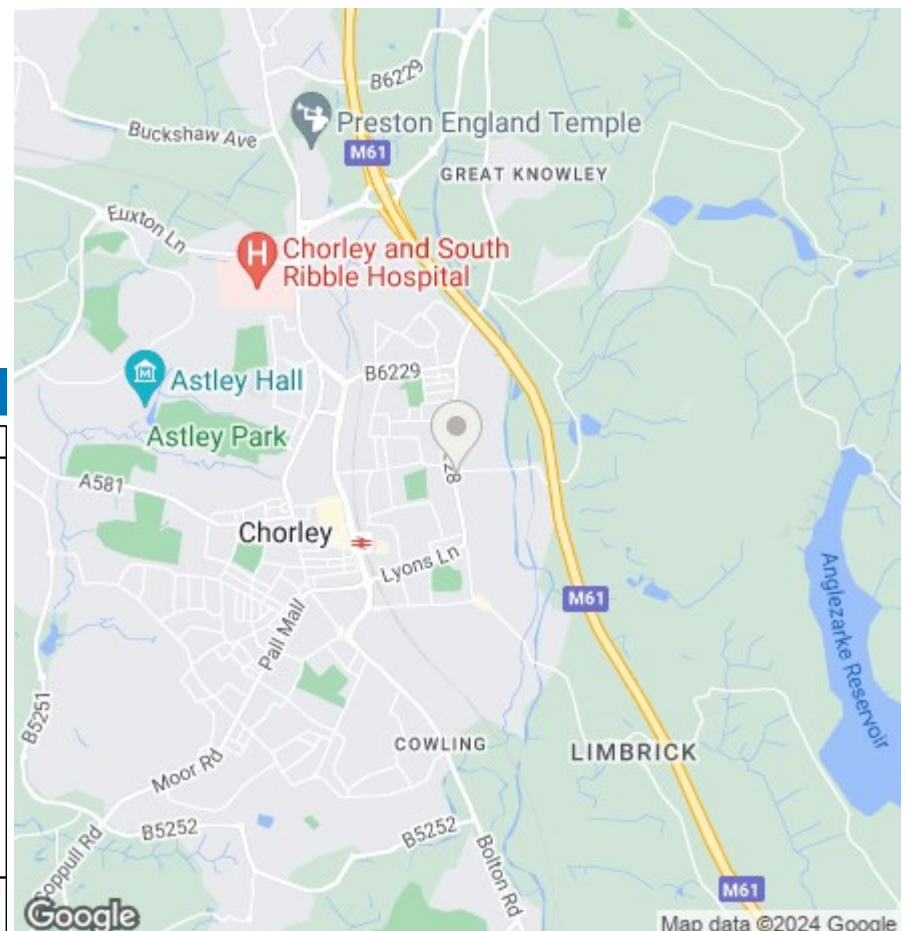 B6229
Buckshaw Ave
Preston England Temple
M61
GREAT KNOWLEY
Euxton Ln
H
Chorley and South
Ribble Hospital
B6229
Astley Hall
Astley Park
A581
Chorley
Lyons Ln
Anglezarke Reservoir
M61
Pall Mall
B5251
COWLING
LIMBRICK
Moor Rd
B5252
B5252
Bolton Rd
M61
Google
Map data ©2024 Google